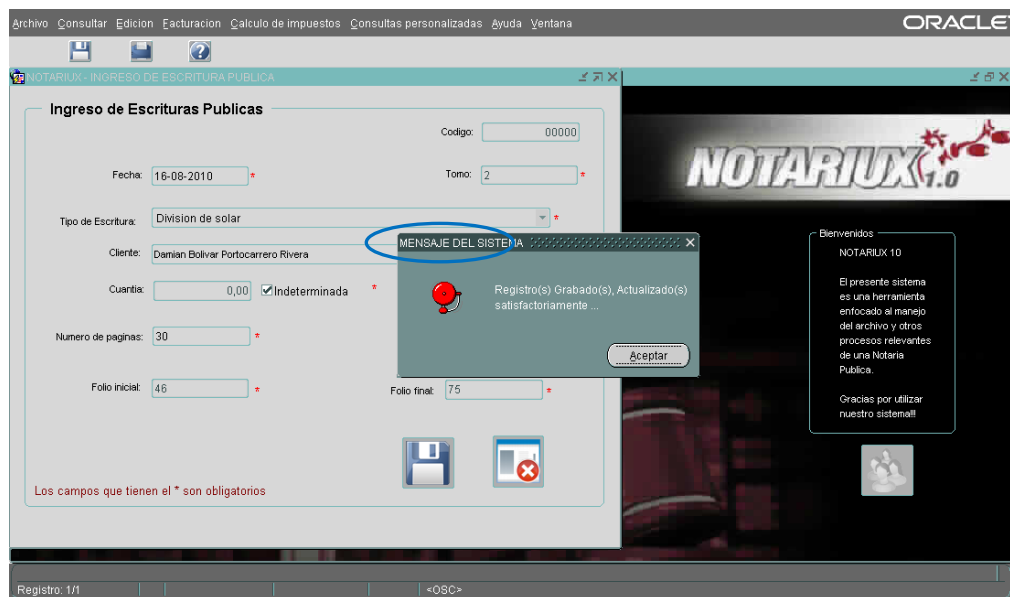 Archivo Consultar Edicion Facturacion Calculo de impuestos Consultas personalizadas Ayuda Ventana
ORACLE
NOTARIUX - INGRESO DE ESCRITURA PUBLICA
Ingreso de Escrituras Publicas
Codigo: 00000
Fecha: 16-08-2010 *
Tomo: 2 *
Tipo de Escritura: Division de solar *
Cliente: Damian Bolivar Portocarrero Rivera
Cuantia: 0,00 Indeterminada *
Numero de paginas: 30 *
Folio inicial: 46 *
Folio final: 75 *
Los campos que tienen el * son obligatorios
MENSAJE DEL SISTEMA
Registro(s) Grabado(s), Actualizado(s)
satisfactoriamente ...
Aceptar
NOTARIUX 1.0
Bienvenidos
NOTARIUX 10
El presente sistema
es una herramienta
enfocado al manejo
del archivo y otros
procesos relevantes
de una Notaria
Publica.
Gracias por utilizar
nuestro sistema!!!
Registro: 1/1
<OSC>